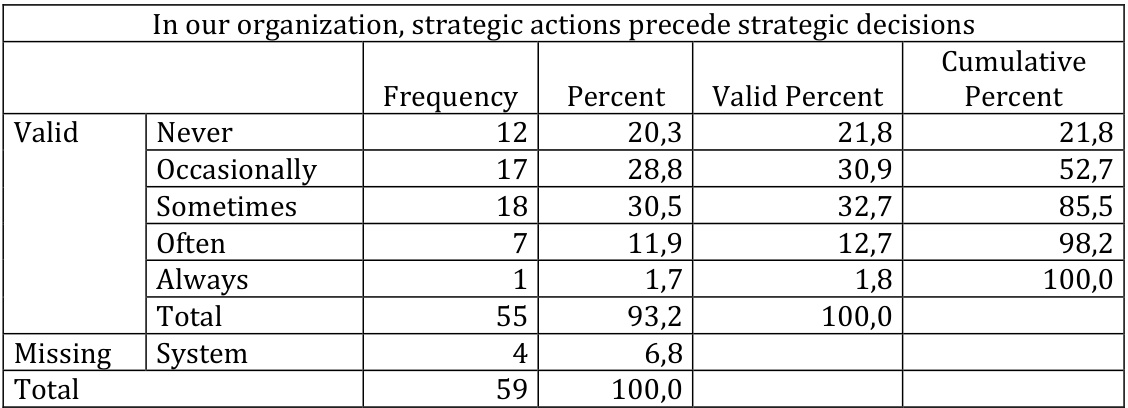 In our organization, strategic actions precede strategic decisions
Frequency Percent Valid Percent Cumulative Percent
Valid Never 12 20,3 21,8 21,8
Occasionally 17 28,8 30,9 52,7
Sometimes 18 30,5 32,7 85,5
Often 7 11,9 12,7 98,2
Always 1 1,7 1,8 100,0
Total 55 93,2 100,0
Missing System 4 6,8
Total 59 100,0